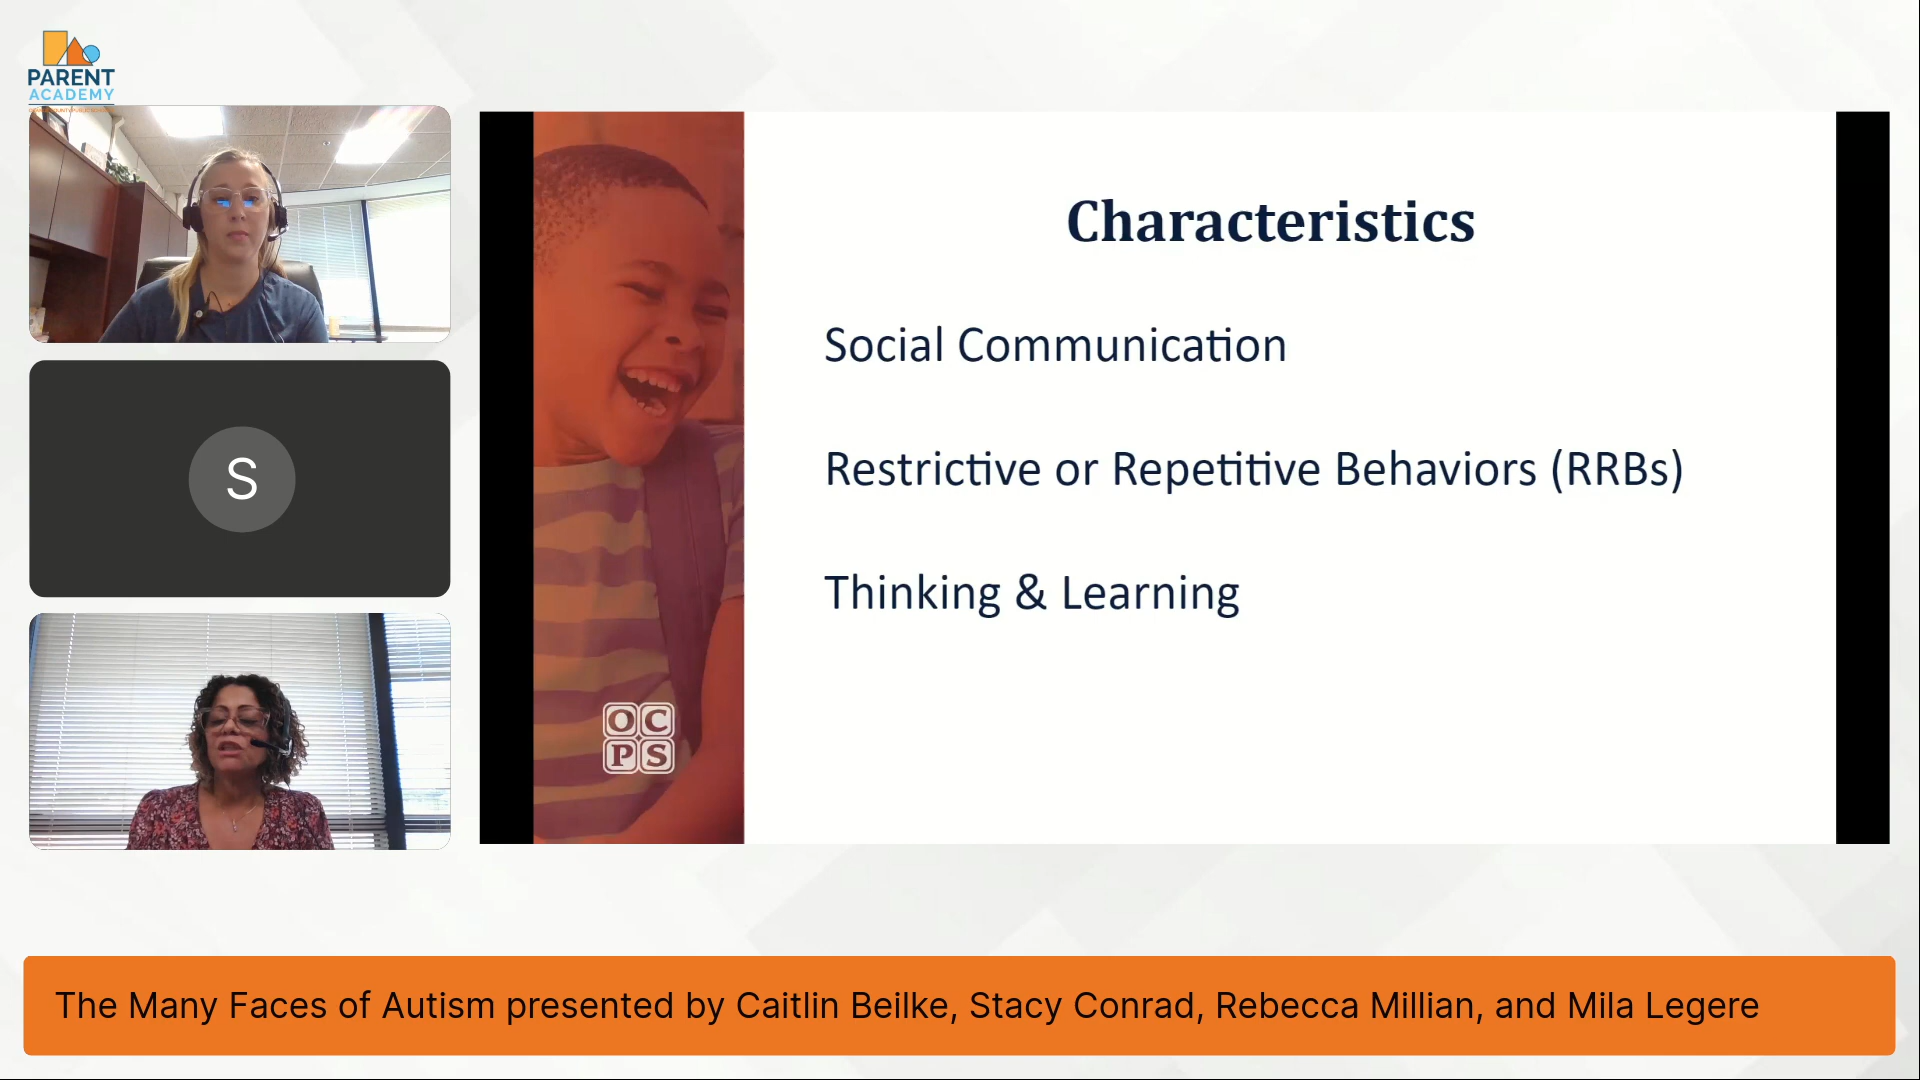 PARENT
ACADEMY
S
Characteristics
Social Communication
Restrictive or Repetitive Behaviors (RRBs)
Thinking & Learning
OC
PS
The Many Faces of Autism presented by Caitlin Beilke, Stacy Conrad, Rebecca Millian, and Mila Legere